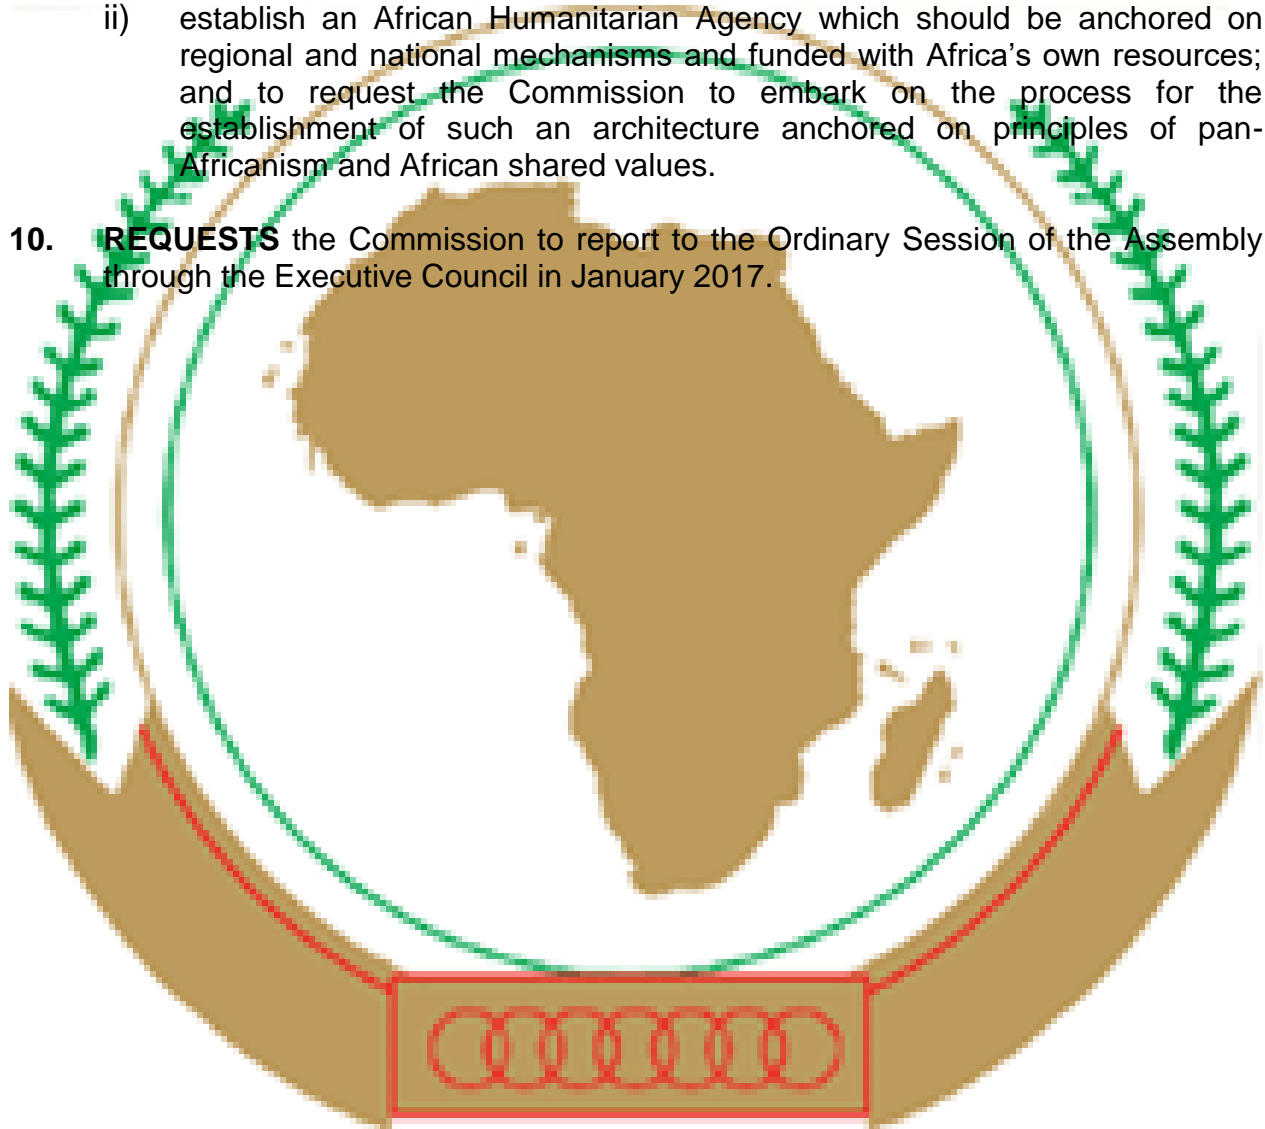 ii) establish an African Humanitarian Agency which should be anchored on
regional and national mechanisms and funded with Africa’s own resources;
and to request the Commission to embark on the process for the
establishment of such an architecture anchored on principles of pan-
Africanism and African shared values.
10. REQUESTS the Commission to report to the Ordinary Session of the Assembly
through the Executive Council in January 2017.